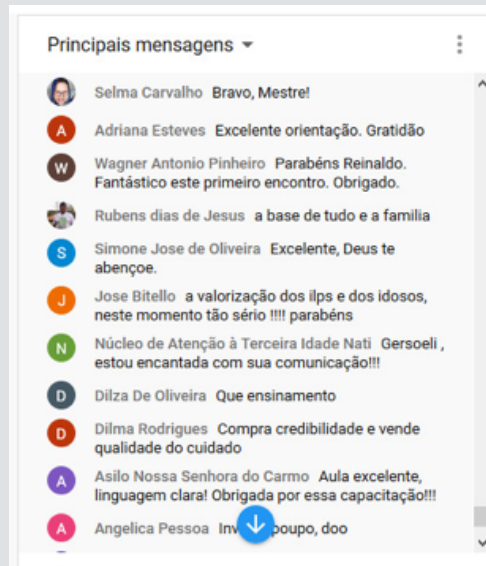 Principais mensagens
Selma Carvalho Bravo, Mestre!
A Adriana Esteves Excelente orientação. Gratidão
W Wagner Antonio Pinheiro Parabéns Reinaldo.
Fantástico este primeiro encontro. Obrigado.
Rubens dias de Jesus a base de tudo e a familia
S Simone Jose de Oliveira Excelente, Deus te
abençoe.
J Jose Bitello a valorização dos ilps e dos idosos,
neste momento tão sério !!!! parabéns
N Núcleo de Atenção à Terceira Idade Nati Gersoeli ,
estou encantada com sua comunicação!!!
D Dilza De Oliveira Que ensinamento
D Dilma Rodrigues Compra credibilidade e vende
qualidade do cuidado
A Asilo Nossa Senhora do Carmo Aula excelente,
linguagem clara! Obrigada por essa capacitação!!!
A Angelica Pessoa doo